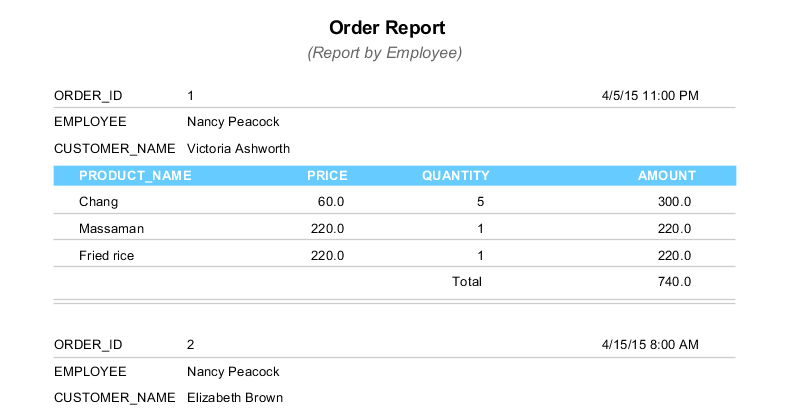 Order Report
(Report by Employee)
ORDER_ID 1 4/5/15 11:00 PM
EMPLOYEE Nancy Peacock
CUSTOMER_NAME Victoria Ashworth
PRODUCT_NAME PRICE QUANTITY AMOUNT
Chang 60.0 5 300.0
Massaman 220.0 1 220.0
Fried rice 220.0 1 220.0
Total 740.0
ORDER_ID 2 4/15/15 8:00 AM
EMPLOYEE Nancy Peacock
CUSTOMER_NAME Elizabeth Brown